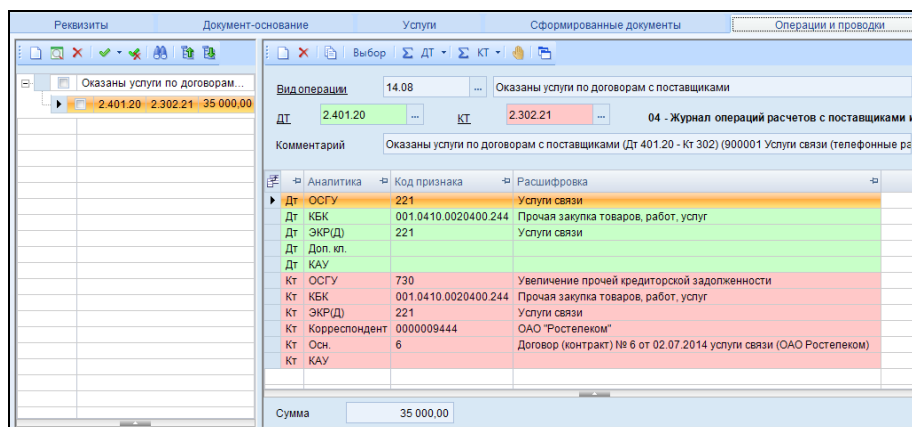 Реквизиты Документ-основание Услуги Сформированные документы Операции и проводки
Выбор Σ ДТ Σ КТ
Оказаны услуги по договорам...
2.401.20 2.302.21 35 000,00
Вид операции 14.08 ... Оказаны услуги по договорам с поставщиками
ДТ 2.401.20 ... КТ 2.302.21 ... 04 - Журнал операций расчетов с поставщиками и
Комментарий Оказаны услуги по договорам с поставщиками (Дт 401.20 - Кт 302) (900001 Услуги связи (телефонные ра
Аналитика Код признака Расшифровка
Дт ОСГУ 221 Услуги связи
Дт КБК 001.0410.0020400.244 Прочая закупка товаров, работ, услуг
Дт ЭКР(Д) 221 Услуги связи
Дт Доп. кл.
Дт КАУ
Кт ОСГУ 730 Увеличение прочей кредиторской задолженности
Кт КБК 001.0410.0020400.244 Прочая закупка товаров, работ, услуг
Кт ЭКР(Д) 221 Услуги связи
Кт Корреспондент 0000009444 ОАО "Ростелеком"
Кт Осн. 6 Договор (контракт) № 6 от 02.07.2014 услуги связи (ОАО Ростелеком)
Кт КАУ
Сумма 35 000,00